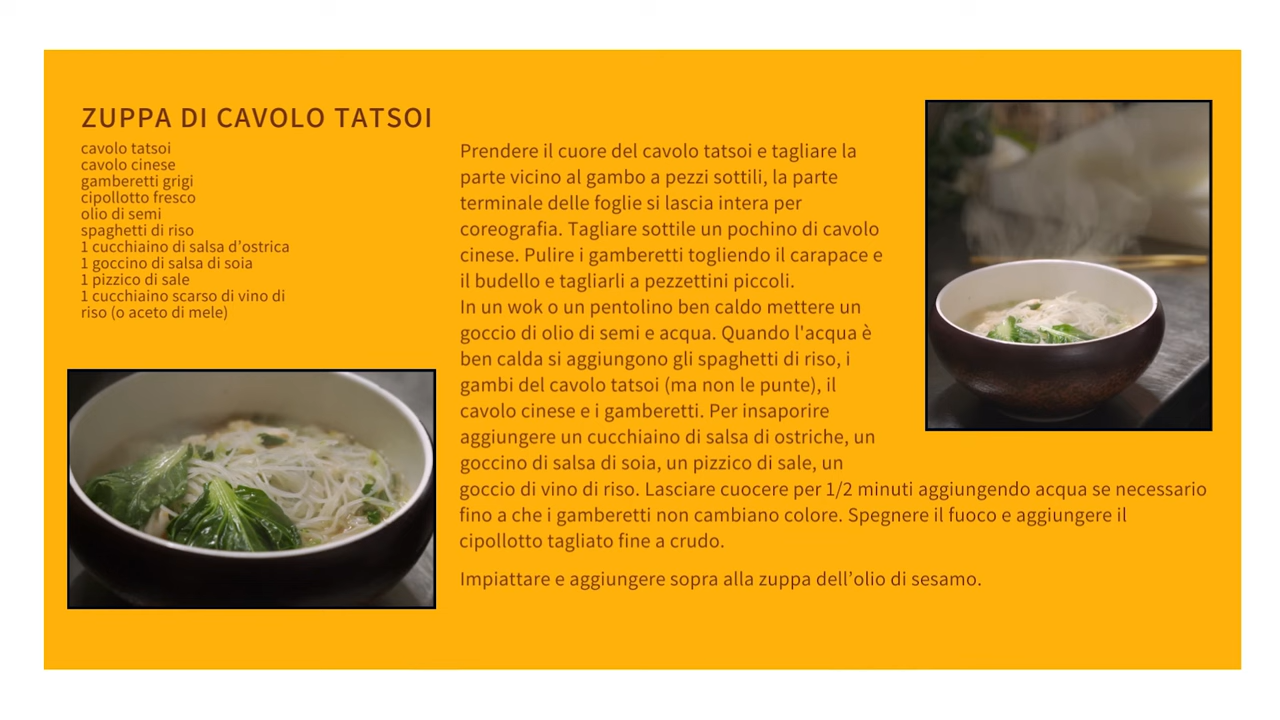 ZUPPA DI CAVOLO TATSOI
cavolo tatsoi
cavolo cinese
gamberetti grigi
cipollotto fresco
olio di semi
spaghetti di riso
1 cucchiaino di salsa d’ostrica
1 goccino di salsa di soia
1 pizzico di sale
1 cucchiaino scarso di vino di
riso (o aceto di mele)
Prendere il cuore del cavolo tatsoi e tagliare la
parte vicino al gambo a pezzi sottili, la parte
terminale delle foglie si lascia intera per
coreografia. Tagliare sottile un pochino di cavolo
cinese. Pulire i gamberetti togliendo il carapace e
il budello e tagliarli a pezzettini piccoli.
In un wok o un pentolino ben caldo mettere un
goccio di olio di semi e acqua. Quando l'acqua è
ben calda si aggiungono gli spaghetti di riso, i
gambi del cavolo tatsoi (ma non le punte), il
cavolo cinese e i gamberetti. Per insaporire
aggiungere un cucchiaino di salsa di ostriche, un
goccino di salsa di soia, un pizzico di sale, un
goccio di vino di riso. Lasciare cuocere per 1/2 minuti aggiungendo acqua se necessario
fino a che i gamberetti non cambiano colore. Spegnere il fuoco e aggiungere il
cipollotto tagliato fine a crudo.
Impiattare e aggiungere sopra alla zuppa dell’olio di sesamo.